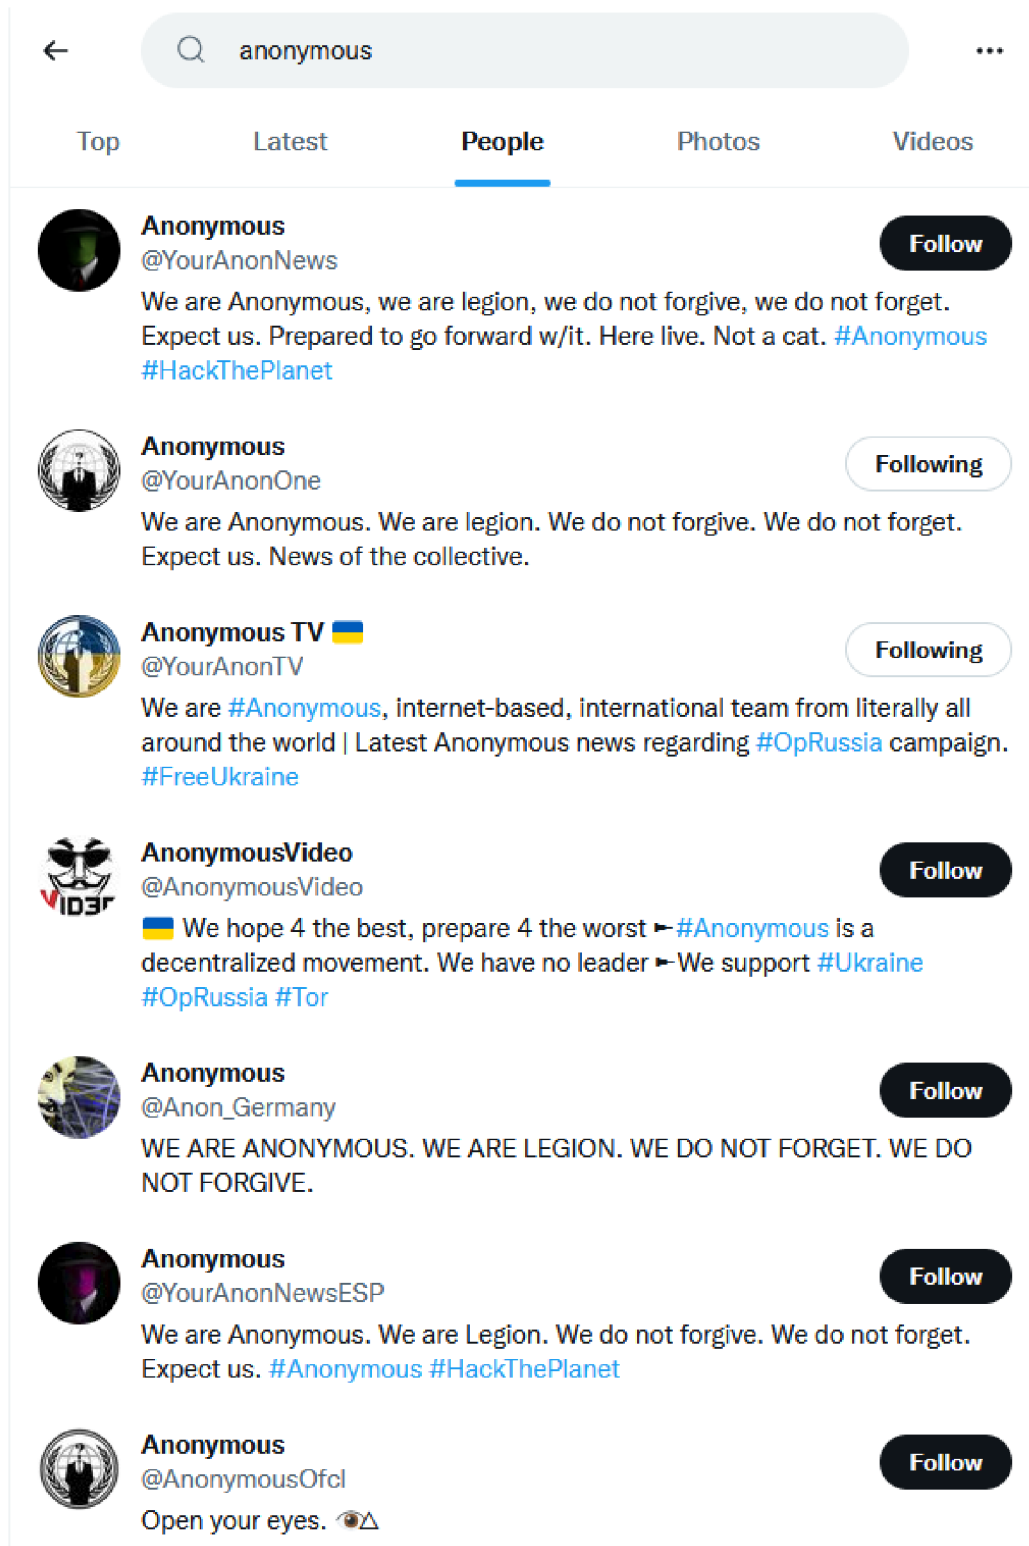 anonymous
Top Latest People Photos Videos
Anonymous
@YourAnonNews
Follow
We are Anonymous, we are legion, we do not forgive, we do not forget.
Expect us. Prepared to go forward w/it. Here live. Not a cat. #Anonymous
#HackThePlanet
Anonymous
@YourAnonOne
Following
We are Anonymous. We are legion. We do not forgive. We do not forget.
Expect us. News of the collective.
Anonymous TV 🇺🇦
@YourAnonTV
Following
We are #Anonymous, internet-based, international team from literally all
around the world | Latest Anonymous news regarding #OpRussia campaign.
#FreeUkraine
VID3
AnonymousVideo
@AnonymousVideo
Follow
🇺🇦 We hope 4 the best, prepare 4 the worst ►#Anonymous is a
decentralized movement. We have no leader ►We support #Ukraine
#OpRussia #Tor
Anonymous
@Anon_Germany
Follow
WE ARE ANONYMOUS. WE ARE LEGION. WE DO NOT FORGET. WE DO
NOT FORGIVE.
Anonymous
@YourAnonNewsESP
Follow
We are Anonymous. We are Legion. We do not forgive. We do not forget.
Expect us. #Anonymous #HackThePlanet
Anonymous
@AnonymousOfcl
Follow
Open your eyes. 👁△